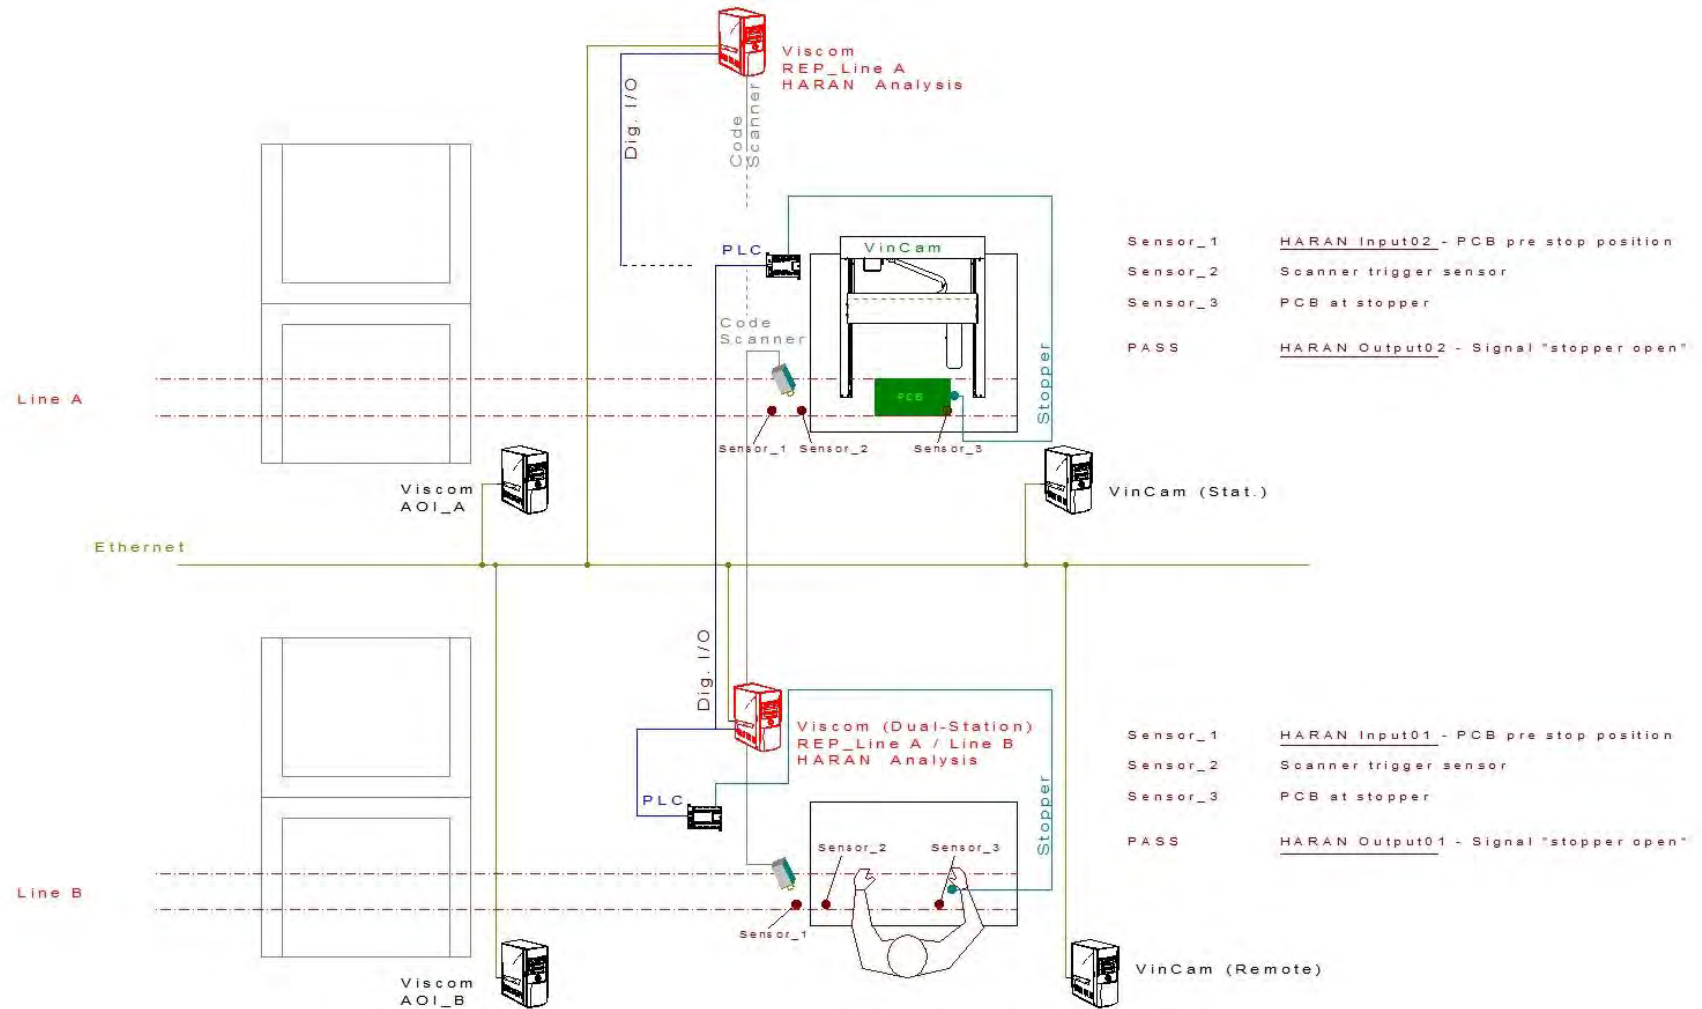 Viscom
REP_Line A
HARAN Analysis
Dig. I/O
Code
Scanner
PLC
VinCam
Code
Scanner
PCB
Stopper
Sensor_1
Sensor_2
Sensor_3
Line A
Viscom
AOI_A
VinCam (Stat.)
Sensor_1 HARAN Input02 - PCB pre stop position
Sensor_2 Scanner trigger sensor
Sensor_3 PCB at stopper
PASS HARAN Output02 - Signal "stopper open"
Ethernet
Dig. I/O
Viscom (Dual-Station)
REP_Line A / Line B
HARAN Analysis
PLC
Stopper
Sensor_2
Sensor_3
Sensor_1
Line B
Viscom
AOI_B
VinCam (Remote)
Sensor_1 HARAN Input01 - PCB pre stop position
Sensor_2 Scanner trigger sensor
Sensor_3 PCB at stopper
PASS HARAN Output01 - Signal "stopper open"